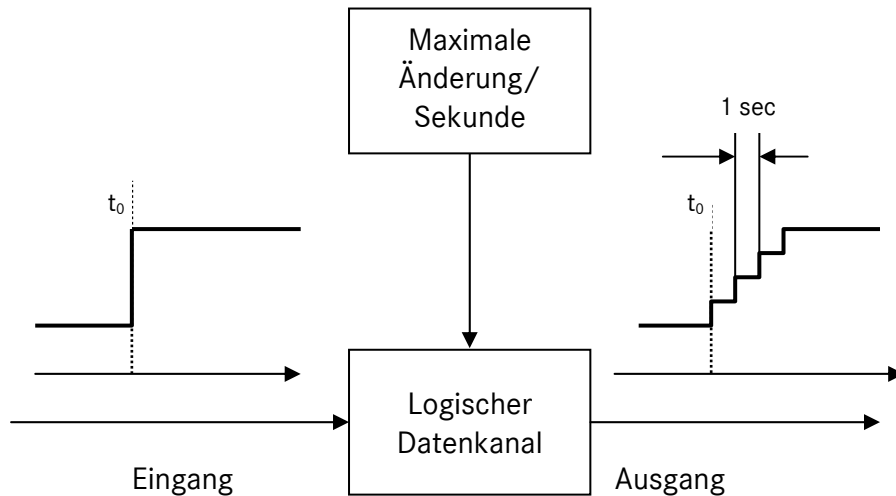 Maximale
Änderung/
Sekunde
1 sec
t₀
t₀
Logischer
Datenkanal
Eingang
Ausgang